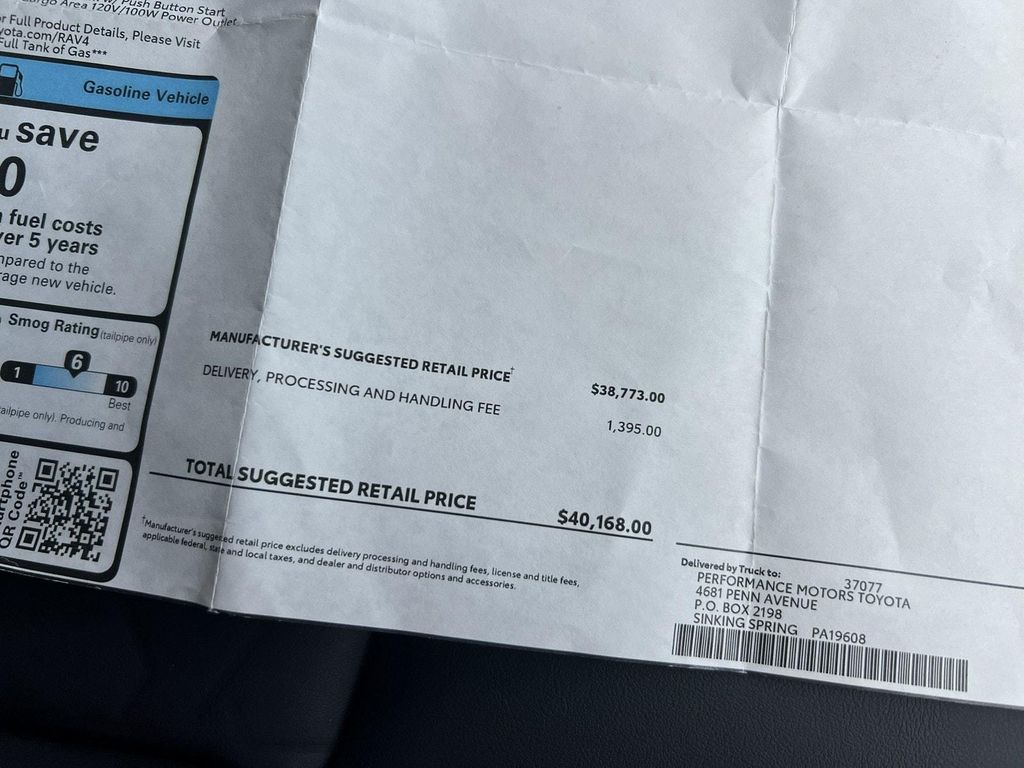 Push Button Start
Cargo Area 120V/100W Power Outlet
r Full Product Details, Please Visit
yota.com/RAV4
Full Tank of Gas***
Gasoline Vehicle
u save
0
n fuel costs
ver 5 years
mpared to the
rage new vehicle.
Smog Rating (tailpipe only)
1 6 10
Best
tailpipe only). Producing and
artphone
QR Code™
MANUFACTURER'S SUGGESTED RETAIL PRICE† $38,773.00
DELIVERY, PROCESSING AND HANDLING FEE 1,395.00
TOTAL SUGGESTED RETAIL PRICE $40,168.00
†Manufacturer's suggested retail price excludes delivery processing and handling fees, license and title fees,
applicable federal, state and local taxes, and dealer and distributor options and accessories.
Delivered by Truck to: 37077
PERFORMANCE MOTORS TOYOTA
4681 PENN AVENUE
P.O. BOX 2198
SINKING SPRING PA19608